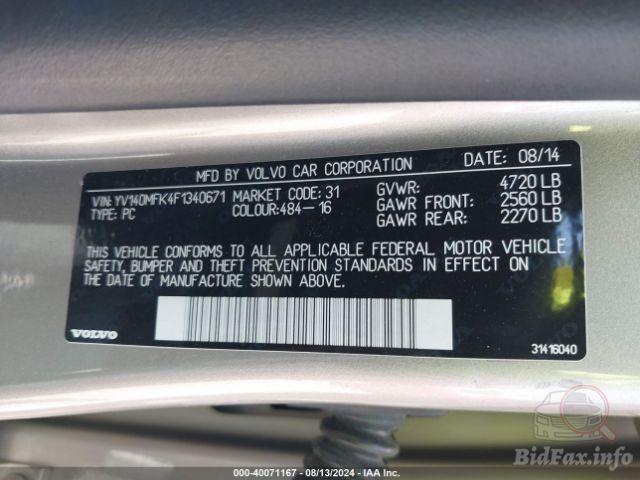 MFD BY VOLVO CAR CORPORATION DATE: 08/14
VIN: YV140MFK4F1340671 MARKET CODE: 31 GVWR: 4720 LB
TYPE: PC COLOUR:484-16 GAWR FRONT: 2560 LB
GAWR REAR: 2270 LB
THIS VEHICLE CONFORMS TO ALL APPLICABLE FEDERAL MOTOR VEHICLE
SAFETY, BUMPER AND THEFT PREVENTION STANDARDS IN EFFECT ON
THE DATE OF MANUFACTURE SHOWN ABOVE.
VOLVO 31416040
BidFax.info
000-40071167 - 08/13/2024 - IAA Inc.